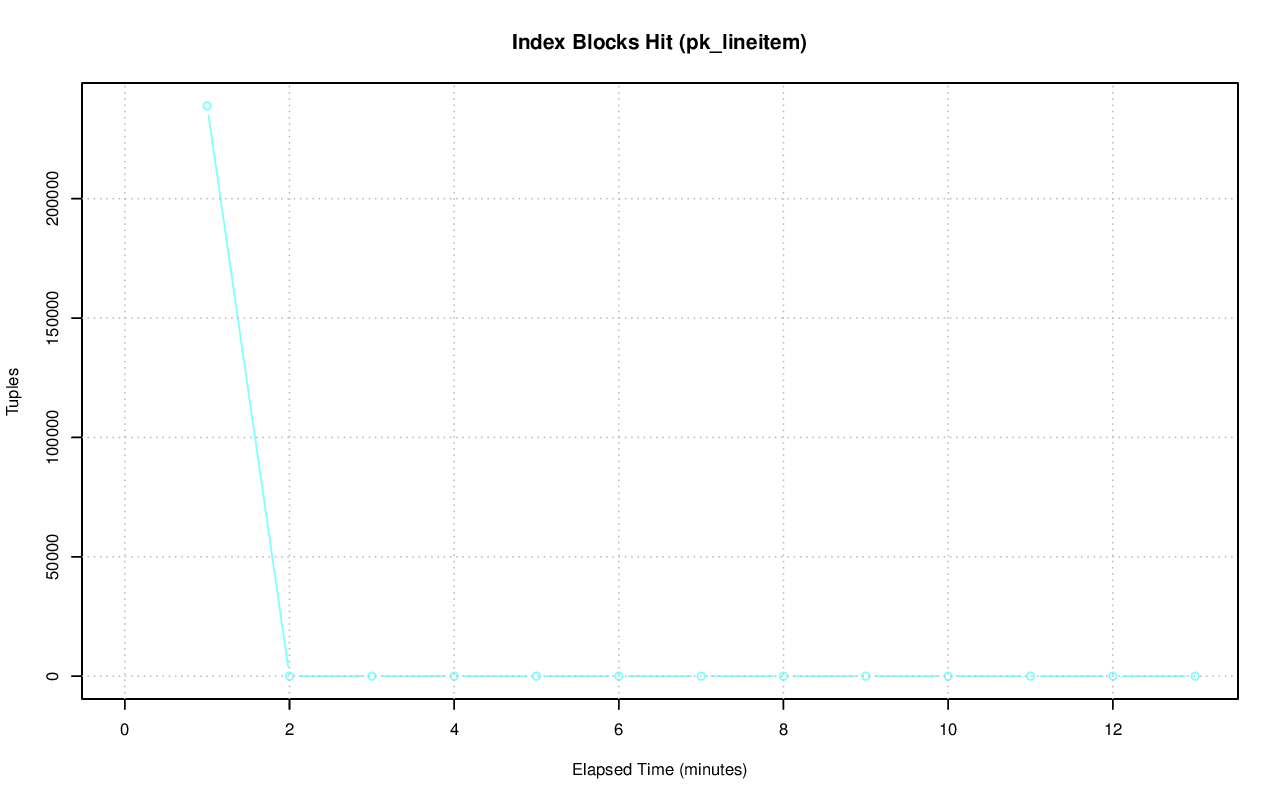 Index Blocks Hit (pk_lineitem)
200000
150000
100000
50000
0
Tuples
0 2 4 6 8 10 12
Elapsed Time (minutes)